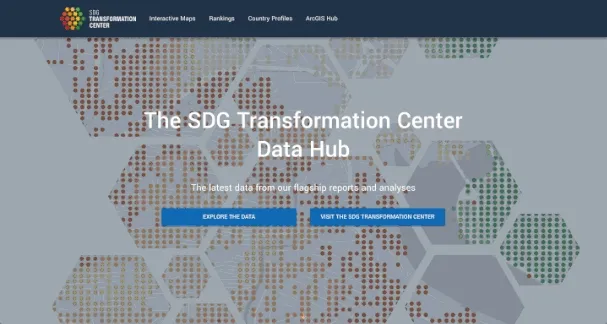 SDG
TRANSFORMATION
CENTER
Interactive Maps
Rankings
Country Profiles
ArcGIS Hub
The SDG Transformation Center
Data Hub
The latest data from our flagship reports and analyses
EXPLORE THE DATA
VISIT THE SDG TRANSFORMATION CENTER